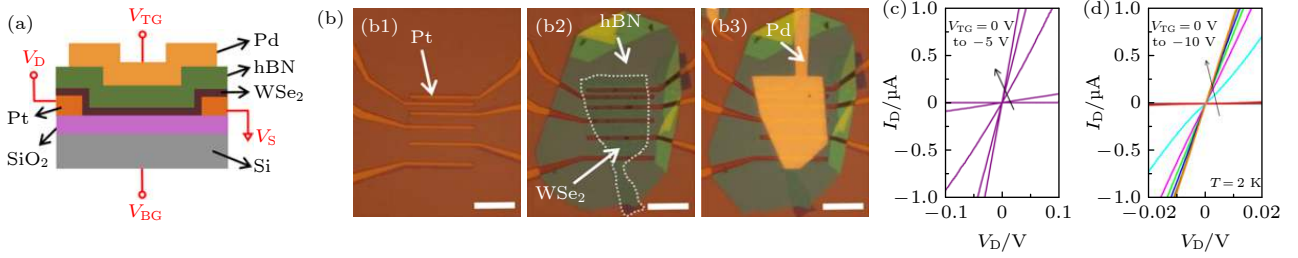 (a)
V_TG
Pd
V_D
hBN
WSe₂
Pt
V_S
SiO₂
Si
V_BG
(b)
(b1)
Pt
(b2)
hBN
WSe₂
(b3)
Pd
(c)
V_TG = 0 V
to −5 V
I_D/μA
1.0
0.5
0
0.5
1.0
−0.1
0
0.1
V_D/V
(d)
V_TG = 0 V
to −10 V
I_D/μA
1.0
0.5
0
0.5
1.0
T = 2 K
−0.02
0
0.02
V_D/V